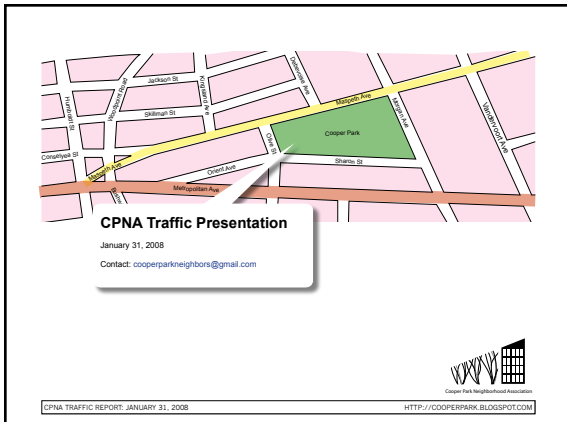 Jackson St
Woodpoint Road
Kingsland Ave
Debevoise Ave
Maspeth Ave
Humboldt St
Skillman St
Cooper Park
Morgan Ave
Vandervoort Ave
Olive St
Conselyea St
Maspeth Ave
Orient Ave
Sharon St
Metropolitan Ave
CPNA Traffic Presentation
January 31, 2008
Contact: cooperparkneighbors@gmail.com
Cooper Park Neighborhood Association
CPNA TRAFFIC REPORT: JANUARY 31, 2008
HTTP://COOPERPARK.BLOGSPOT.COM